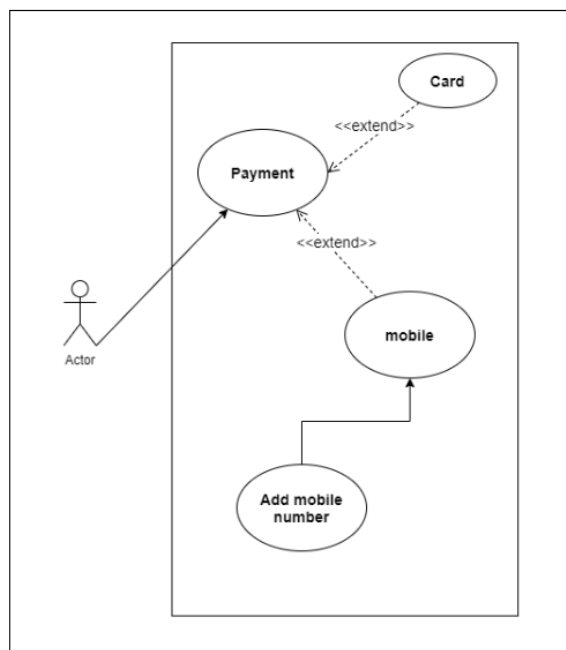 Card
<<extend>>
Payment
<<extend>>
mobile
Actor
Add mobile
number